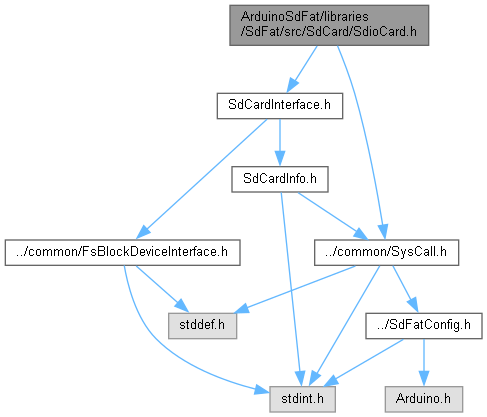 ArduinoSdFat/libraries
/SdFat/src/SdCard/SdioCard.h
SdCardInterface.h
SdCardInfo.h
../common/FsBlockDeviceInterface.h
../common/SysCall.h
stddef.h
../SdFatConfig.h
stdint.h
Arduino.h